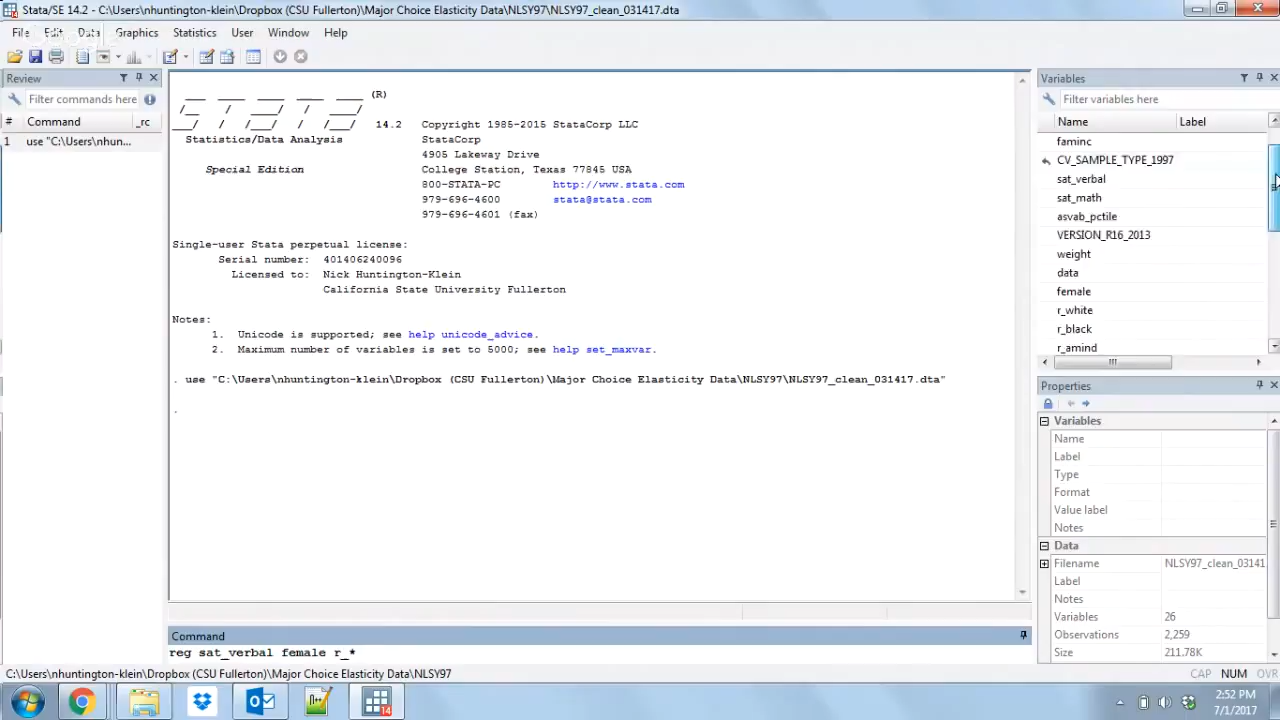 Stata/SE 14.2 - C:\Users\nhuntington-klein\Dropbox (CSU Fullerton)\Major Choice Elasticity Data\NLSY97\NLSY97_clean_031417.dta
File Edit Data Graphics Statistics User Window Help
Review
Filter commands here
# Command _rc
1 use "C:\Users\nhun...
(R)
14.2 Copyright 1985-2015 StataCorp LLC
Statistics/Data Analysis StataCorp
4905 Lakeway Drive
Special Edition College Station, Texas 77845 USA
800-STATA-PC http://www.stata.com
979-696-4600 stata@stata.com
979-696-4601 (fax)
Single-user Stata perpetual license:
Serial number: 401406240096
Licensed to: Nick Huntington-Klein
California State University Fullerton
Notes:
1. Unicode is supported; see help unicode_advice.
2. Maximum number of variables is set to 5000; see help set_maxvar.
. use "C:\Users\nhuntington-klein\Dropbox (CSU Fullerton)\Major Choice Elasticity Data\NLSY97\NLSY97_clean_031417.dta"
.
Command
reg sat_verbal female r_*
Variables
Filter variables here
Name Label
faminc
CV_SAMPLE_TYPE_1997
sat_verbal
sat_math
asvab_pctile
VERSION_R16_2013
weight
data
female
r_white
r_black
r_amind
Properties
Variables
Name
Label
Type
Format
Value label
Notes
Data
Filename NLSY97_clean_03141
Label
Notes
Variables 26
Observations 2,259
Size 211.78K
C:\Users\nhuntington-klein\Dropbox (CSU Fullerton)\Major Choice Elasticity Data\NLSY97
CAP NUM OVR
14
2:52 PM
7/1/2017